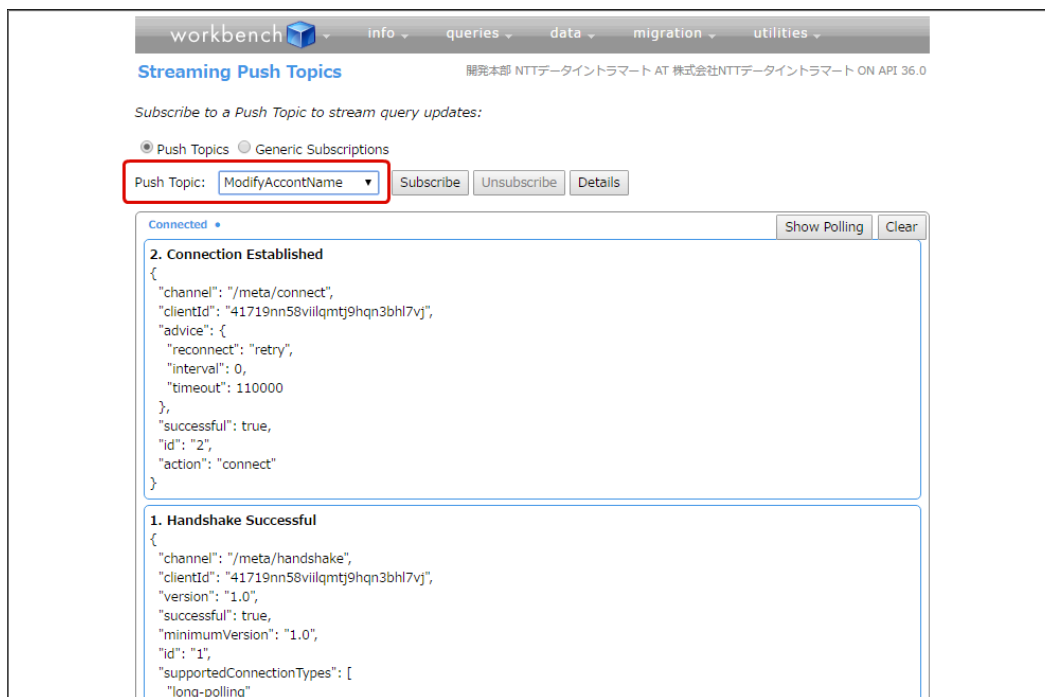 workbench info queries data migration utilities
Streaming Push Topics 開発本部 NTTデータイントラマート AT 株式会社NTTデータイントラマート ON API 36.0
Subscribe to a Push Topic to stream query updates:
Push Topics Generic Subscriptions
Push Topic: ModifyAccontName Subscribe Unsubscribe Details
Connected Show Polling Clear
2. Connection Established
{
"channel": "/meta/connect",
"clientId": "41719nn58viilqmtj9hqn3bhl7vj",
"advice": {
"reconnect": "retry",
"interval": 0,
"timeout": 110000
},
"successful": true,
"id": "2",
"action": "connect"
}
1. Handshake Successful
{
"channel": "/meta/handshake",
"clientId": "41719nn58viilqmtj9hqn3bhl7vj",
"version": "1.0",
"successful": true,
"minimumVersion": "1.0",
"id": "1",
"supportedConnectionTypes": [
"long-polling"